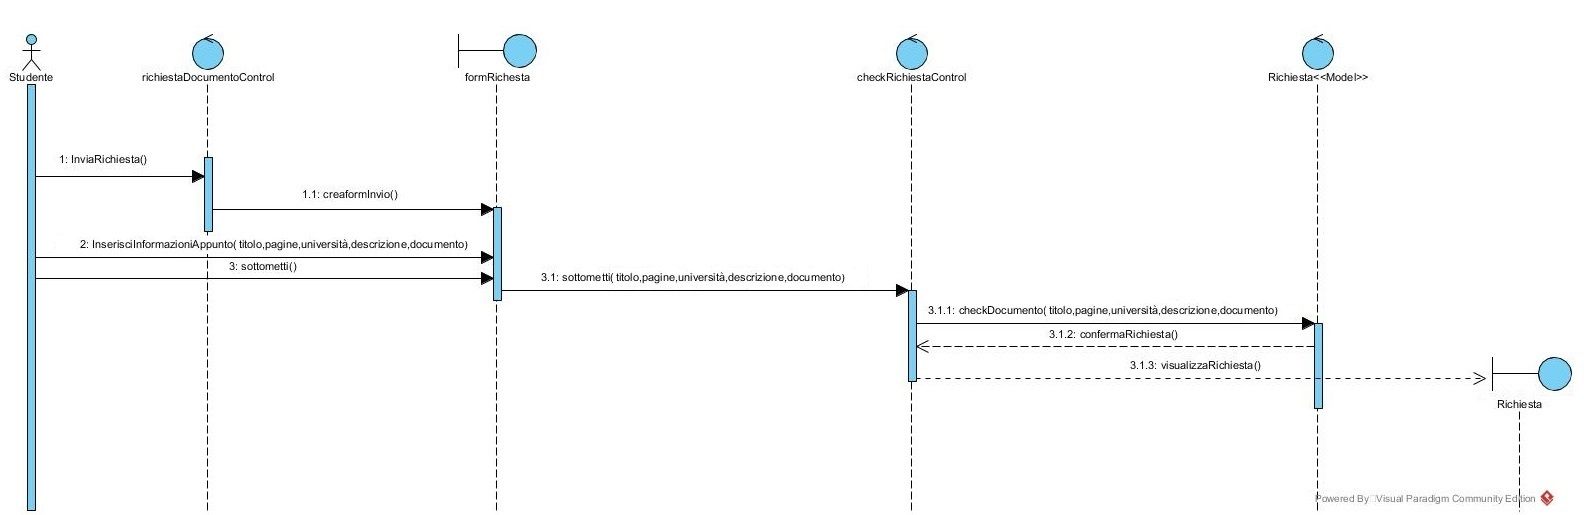 Studente
richiestaDocumentoControl
formRichesta
checkRichiestaControl
Richiesta<<Model>>
1: InviaRichiesta()
1.1: creaformInvio()
2: InserisciInformazioniAppunto( titolo,pagine,università,descrizione,documento)
3: sottometti()
3.1: sottometti( titolo,pagine,università,descrizione,documento)
3.1.1: checkDocumento( titolo,pagine,università,descrizione,documento)
3.1.2: confermaRichiesta()
3.1.3: visualizzaRichiesta()
Richiesta
Powered By Visual Paradigm Community Edition